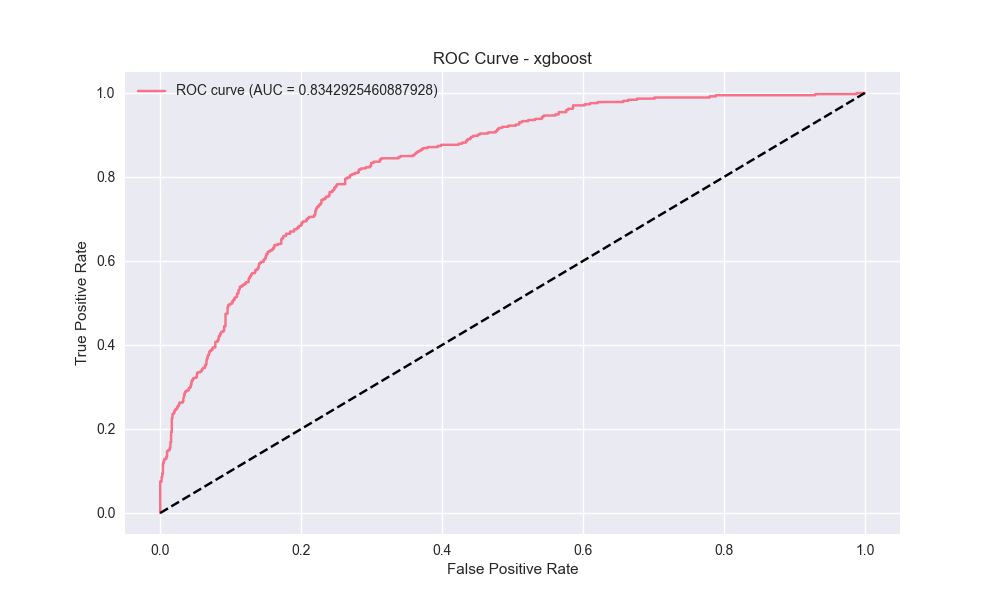 ROC Curve - xgboost
ROC curve (AUC = 0.8342925460887928)
1.0
0.8
0.6
0.4
0.2
0.0
True Positive Rate
0.0 0.2 0.4 0.6 0.8 1.0
False Positive Rate